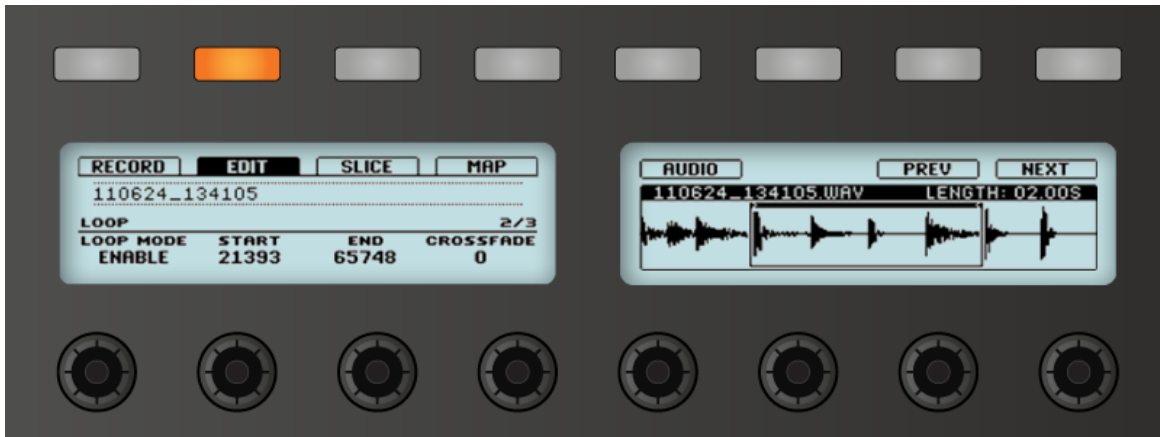 RECORD EDIT SLICE MAP
110624_134105
LOOP 2/3
LOOP MODE START END CROSSFADE
ENABLE 21393 65748 0
AUDIO PREV NEXT
110624_134105.WAV LENGTH: 02.00S